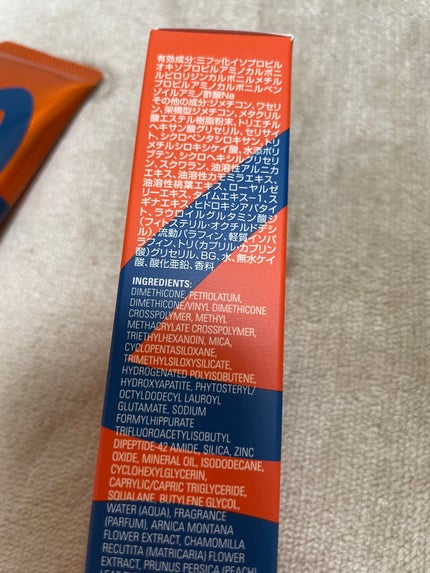 有効成分:三フッ化イソプロピル
オキソプロピルアミノカルボニ
ルピロリジンカルボニルメチル
プロピルアミノカルボニルベン
ゾイルアミノ酢酸Na
その他の成分:ジメチコン、ワセリ
ン、架橋型ジメチコン、メタクリル
酸エステル樹脂粉末、トリエチル
ヘキサン酸グリセリル、セリサイ
ト、シクロペンタシロキサン、トリ
メチルシロキシケイ酸、水添ポリ
ブテン、シクロヘキシルグリセリ
ン、スクワラン、油溶性アルニカ
エキス、油溶性カモミラエキス、
油溶性桃葉エキス、ローヤルゼ
リーエキス、タイムエキス-1、ス
ギナエキス、ヒドロキシアパタイ
ト、ラウロイルグルタミン酸ジ
(フィトステリル・オクチルドデシ
ル)、流動パラフィン、軽質イソパ
ラフィン、トリ(カプリル・カプリン
酸)グリセリル、BG、水、無水ケイ
酸、酸化亜鉛、香料
INGREDIENTS:
DIMETHICONE, PETROLATUM,
DIMETHICONE/VINYL DIMETHICONE
CROSSPOLYMER, METHYL
METHACRYLATE CROSSPOLYMER,
TRIETHYLHEXANOIN, MICA,
CYCLOPENTASILOXANE,
TRIMETHYLSILOXYSILICATE,
HYDROGENATED POLYISOBUTENE,
HYDROXYAPATITE, PHYTOSTERYL/
OCTYLDODECYL LAUROYL
GLUTAMATE, SODIUM
FORMYLHIPPURATE
TRIFLUOROACETYLISOBUTYL
DIPEPTIDE-42 AMIDE, SILICA, ZINC
OXIDE, MINERAL OIL, ISODODECANE,
CYCLOHEXYLGLYCERIN,
CAPRYLIC/CAPRIC TRIGLYCERIDE,
SQUALANE, BUTYLENE GLYCOL,
WATER (AQUA), FRAGRANCE
(PARFUM), ARNICA MONTANA
FLOWER EXTRACT, CHAMOMILLA
RECUTITA (MATRICARIA) FLOWER
EXTRACT, PRUNUS PERSICA (PEACH)